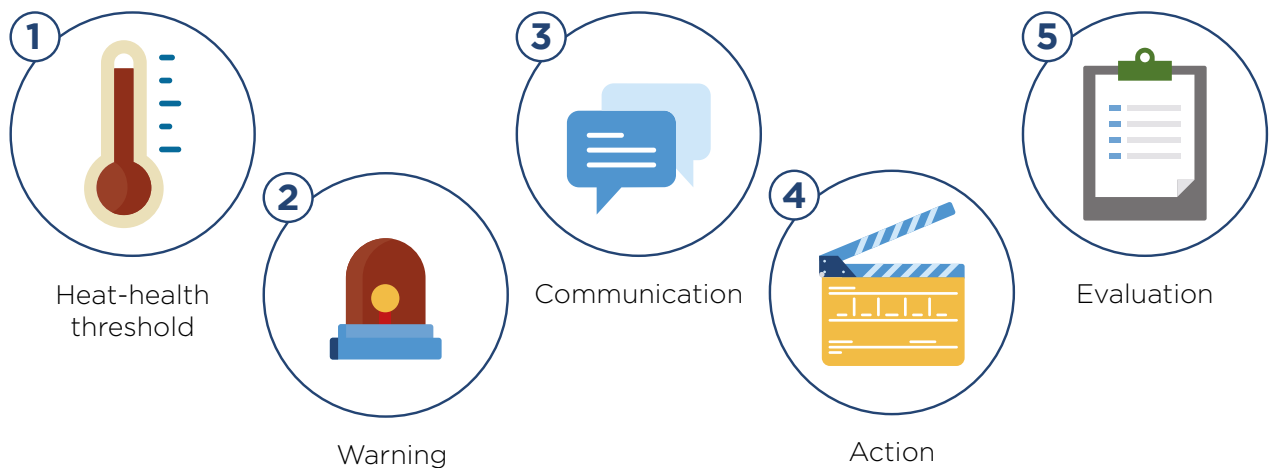 1
Heat-health
threshold
2
Warning
3
Communication
4
Action
5
Evaluation